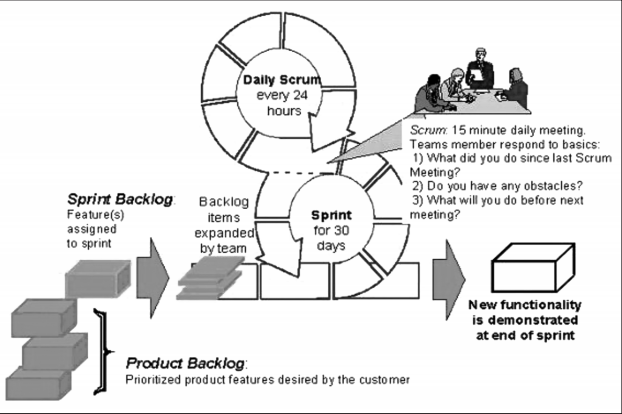 Daily Scrum
every 24
hours
Scrum: 15 minute daily meeting.
Teams member respond to basics:
1) What did you do since last Scrum
Meeting?
2) Do you have any obstacles?
3) What will you do before next
meeting?
Sprint Backlog:
Feature(s)
assigned
to sprint
Backlog
items
expanded
by team
Sprint
for 30
days
New functionality
is demonstrated
at end of sprint
Product Backlog:
Prioritized product features desired by the customer